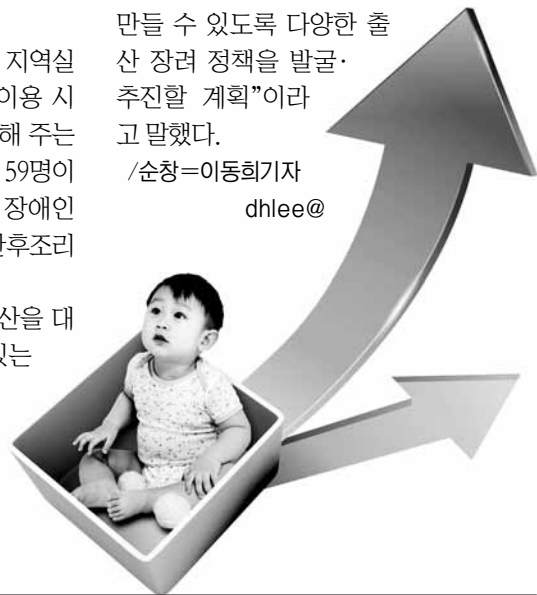 지역실
이용 시
해 주는
59명이
장애인
산후조리
산을 대
있는
만들 수 있도록 다양한 출
산 장려 정책을 발굴·
추진할 계획”이라
고 말했다.
/순창=이동희기자
dhlee@